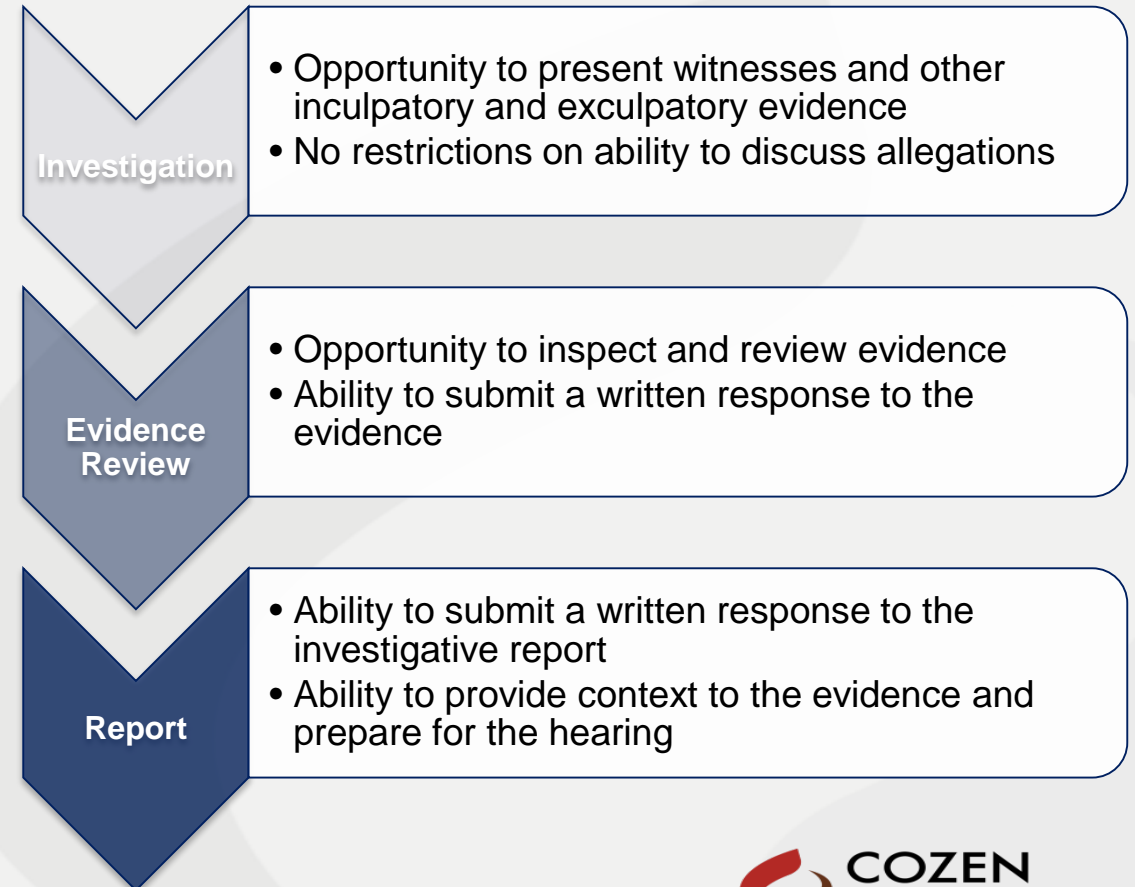 Investigation
• Opportunity to present witnesses and other
inculpatory and exculpatory evidence
• No restrictions on ability to discuss allegations
Evidence
Review
• Opportunity to inspect and review evidence
• Ability to submit a written response to the
evidence
Report
• Ability to submit a written response to the
investigative report
• Ability to provide context to the evidence and
prepare for the hearing
COZEN